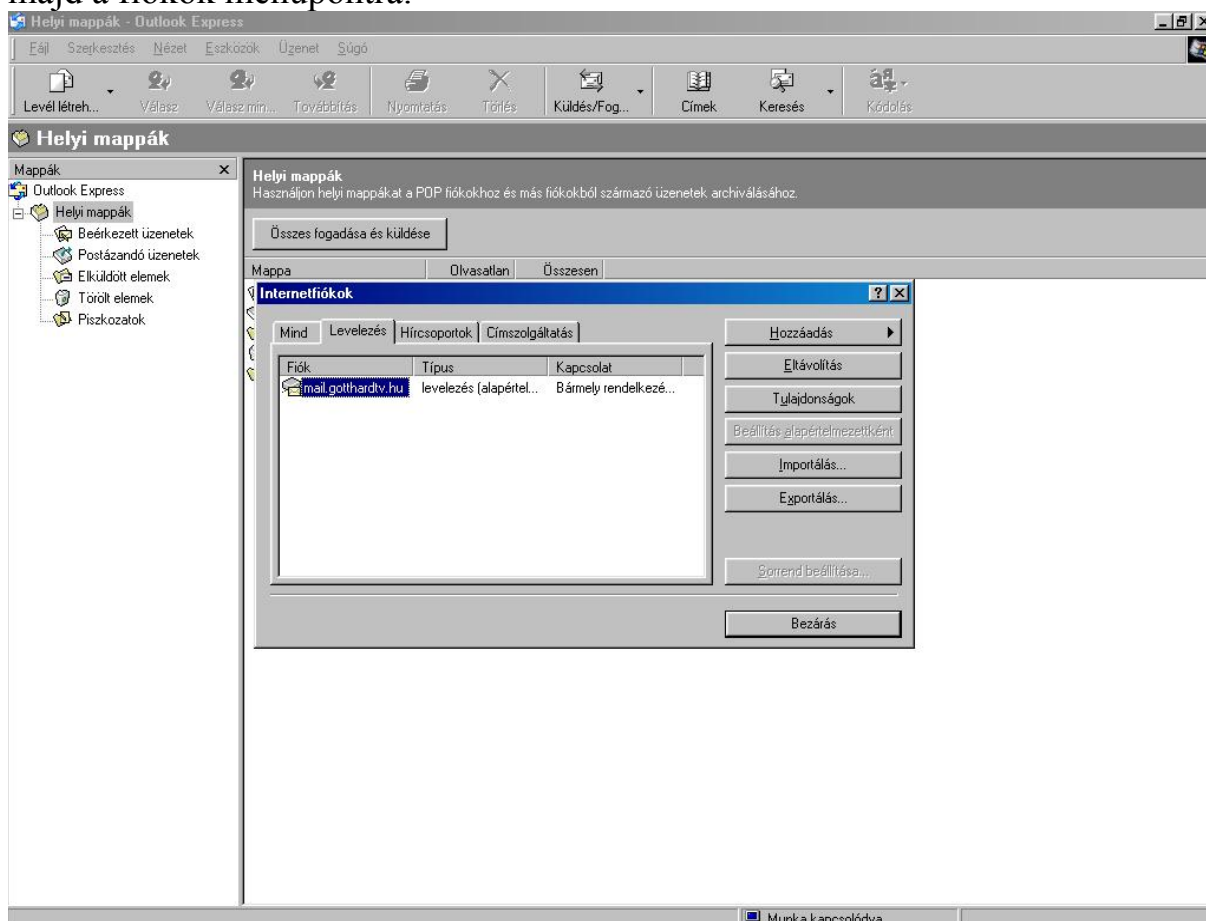 majd a fiókok menüpontra.
Helyi mappák - Outlook Express
Fájl Szerkesztés Nézet Eszközök Üzenet Súgó
Levél létreh... Válasz Válasz min... Továbbítás Nyomtatás Törlés Küldés/Fog... Címek Keresés Kódolás
Helyi mappák
Mappák
Outlook Express
Helyi mappák
Beérkezett üzenetek
Postázandó üzenetek
Elküldött elemek
Törölt elemek
Piszkozatok
Helyi mappák
Használjon helyi mappákat a POP fiókokhoz és más fiókokból származó üzenetek archiválásához.
Összes fogadása és küldése
Mappa Olvasatlan Összesen
Internetfiókok
Mind Levelezés Hírcsoportok Címszolgáltatás
Fiók Típus Kapcsolat
mail.gotthardtv.hu levelezés (alapértel... Bármely rendelkezé...
Hozzáadás
Eltávolítás
Tulajdonságok
Beállítás alapértelmezettként
Importálás...
Exportálás...
Sorrend beállítása...
Bezárás
Munka kapcsolódva